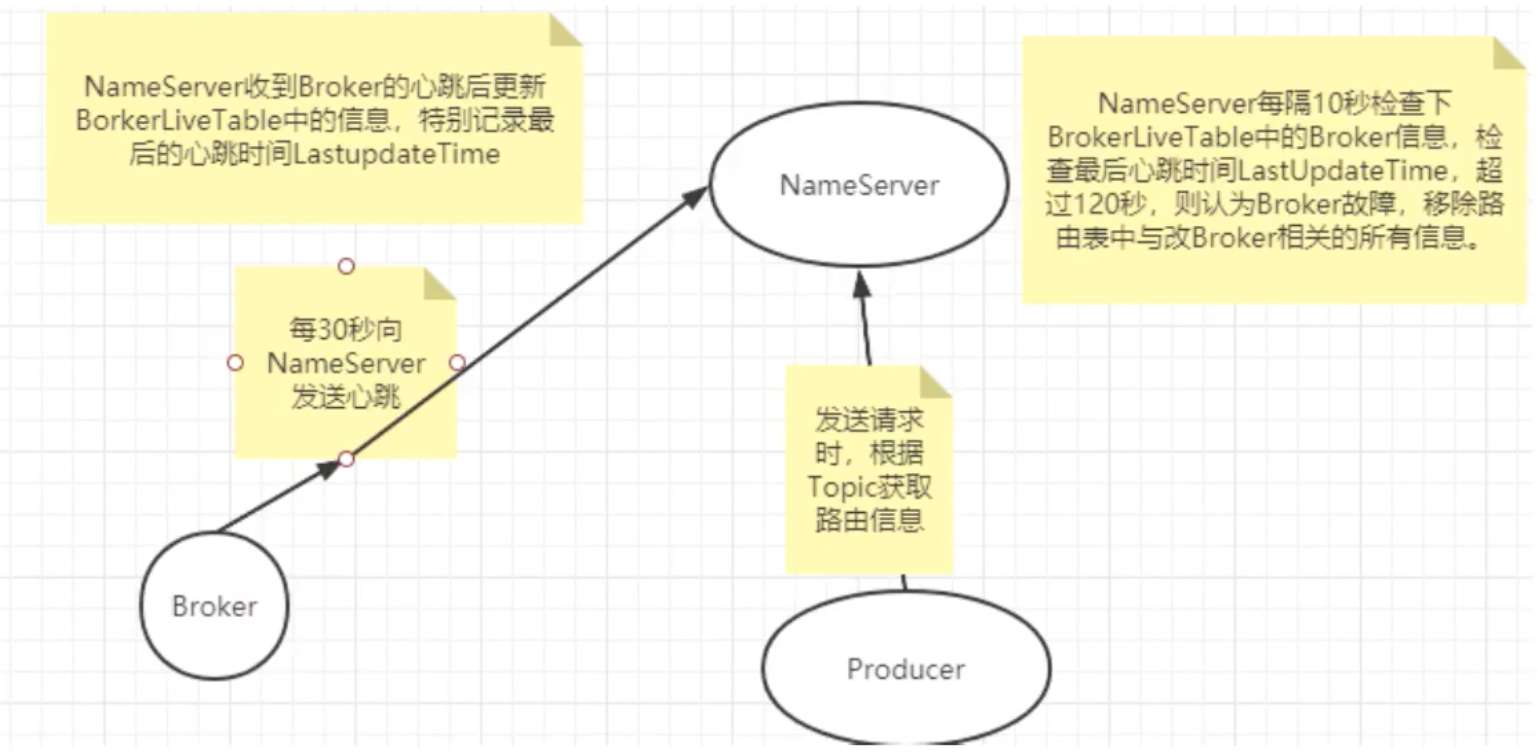 NameServer收到Broker的心跳后更新
BorkerLiveTable中的信息，特别记录最
后的心跳时间LastupdateTime
NameServer
NameServer每隔10秒检查下
BrokerLiveTable中的Broker信息，检
查最后心跳时间LastUpdateTime，超
过120秒，则认为Broker故障，移除路
由表中与改Broker相关的所有信息。
每30秒向
NameServer
发送心跳
发送请求
时，根据
Topic获取
路由信息
Broker
Producer